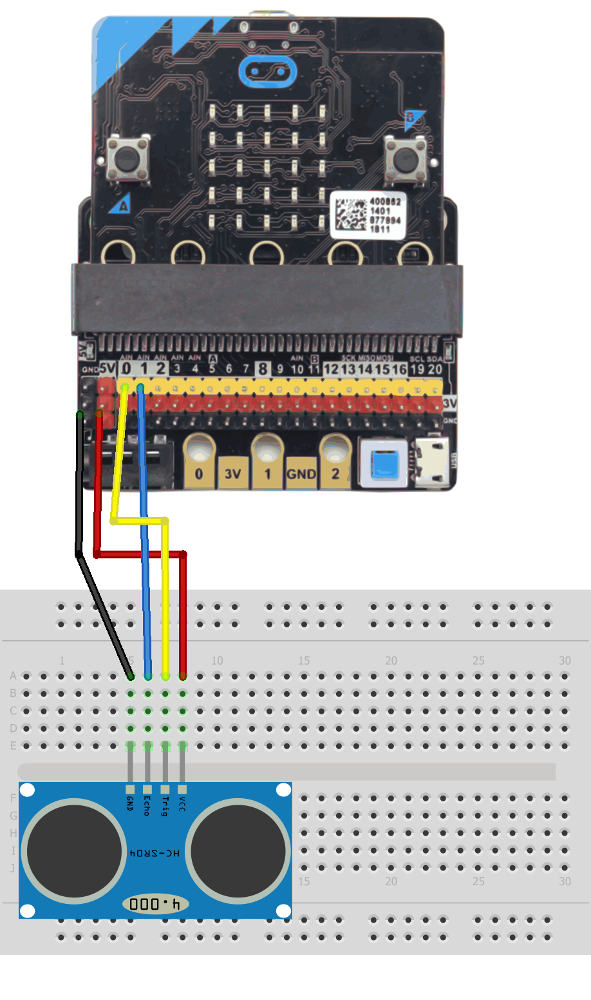 B
A
400862
1401
877994
1811
5V
AIN AIN AIN AIN AIN A AIN B SCK MISO MOSI SCL SDA
GND 5V 0 1 2 3 4 5 6 7 8 9 10 11 12 13 14 15 16 19 20
3V
GND
0 3V 1 GND 2
USB
1 5 10 15 20 25 30
A
B
C
D
E
GND Echo Trig VCC
HC-SR04
4.000
F
G
H
I
J
15 20 25 30